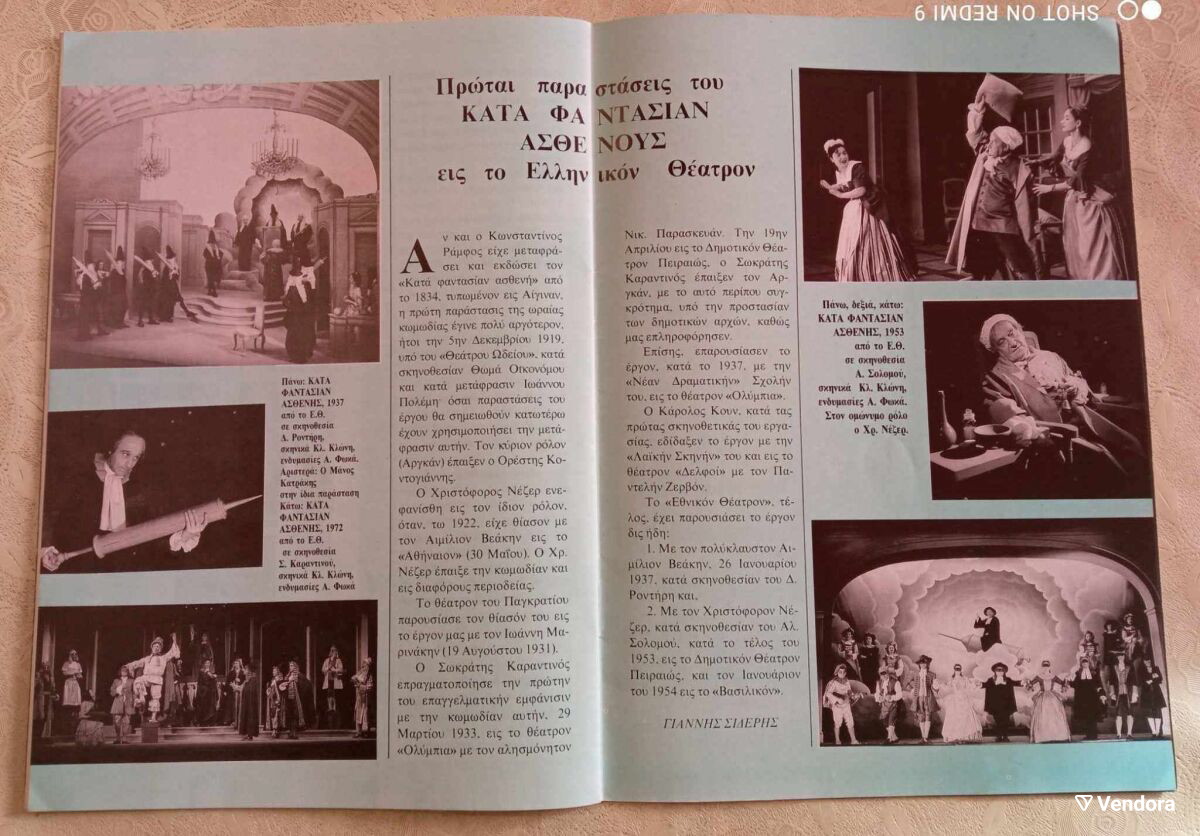 SHOT ON REDMI 9
Πρώται παραστάσεις του
ΚΑΤΑ ΦΑΝΤΑΣΙΑΝ
ΑΣΘΕΝΟΥΣ
εις το Ελληνικόν Θέατρον
Πάνω: ΚΑΤΑ
ΦΑΝΤΑΣΙΑΝ
ΑΣΘΕΝΗΣ, 1937
από το Ε.Θ.
σε σκηνοθεσία
Δ. Ροντήρη,
σκηνικά Κλ. Κλώνη,
ενδυμασίες Α. Φωκά.
Αριστερά: Ο Μάνος
Κατράκης
στην ίδια παράσταση
Κάτω: ΚΑΤΑ
ΦΑΝΤΑΣΙΑΝ
ΑΣΘΕΝΗΣ, 1972
από το Ε.Θ.
σε σκηνοθεσία
Σ. Καραντινού,
σκηνικά Κλ. Κλώνη,
ενδυμασίες Α. Φωκά
Αν και ο Κωνσταντίνος
Ράμφος είχε μεταφρά-
σει και εκδώσει τον
«Κατά φαντασίαν ασθενή» από
το 1834, τυπωμένον εις Αίγιναν,
η πρώτη παράστασις της ωραίας
κωμωδίας έγινε πολύ αργότερον,
ήτοι την 5ην Δεκεμβρίου 1919,
υπό του «Θεάτρου Ωδείου», κατά
σκηνοθεσίαν Θωμά Οικονόμου
και κατά μετάφρασιν Ιωάννου
Πολέμη· όσαι παραστάσεις του
έργου θα σημειωθούν κατωτέρω
έχουν χρησιμοποιήσει την μετά-
φρασιν αυτήν. Τον κύριον ρόλον
(Αργκάν) έπαιξεν ο Ορέστης Κο-
ντογιάννης.
Ο Χριστόφορος Νέζερ ενε-
φανίσθη εις τον ίδιον ρόλον,
όταν, τω 1922, είχε θίασον με
τον Αιμίλιον Βεάκην εις το
«Αθήναιον» (30 Μαΐου). Ο Χρ.
Νέζερ έπαιξε την κωμωδίαν και
εις διαφόρους περιοδείας.
Το θέατρον του Παγκρατίου
παρουσίασε τον θίασόν του εις
το έργον μας με τον Ιωάννη Μα-
ρινάκην (19 Αυγούστου 1931).
Ο Σωκράτης Καραντινός
επραγματοποίησε την πρώτην
του επαγγελματικήν εμφάνισιν
με την κωμωδίαν αυτήν, 29
Μαρτίου 1933, εις το θέατρον
«Ολύμπια» με τον αλησμόνητον
Νικ. Παρασκευάν. Την 19ην
Απριλίου εις το Δημοτικόν Θέα-
τρον Πειραιώς, ο Σωκράτης
Καραντινός έπαιξεν τον Αρ-
γκάν, με το αυτό περίπου συγ-
κρότημα, υπό την προστασίαν
των δημοτικών αρχών, καθώς
μας επληροφόρησεν.
Επίσης, επαρουσίασεν το
έργον, κατά το 1937, με την
«Νέαν Δραματικήν» Σχολήν
του, εις το θέατρον «Ολύμπια».
Ο Κάρολος Κουν, κατά τας
πρώτας σκηνοθετικάς του εργα-
σίας, εδίδαξεν το έργον με την
«Λαϊκήν Σκηνήν» του και εις το
θέατρον «Δελφοί» με τον Πα-
ντελήν Ζερβόν.
Το «Εθνικόν Θέατρον», τέ-
λος, έχει παρουσιάσει το έργον
δις ήδη:
1. Με τον πολύκλαυστον Αι-
μίλιον Βεάκην, 26 Ιανουαρίου
1937, κατά σκηνοθεσίαν του Δ.
Ροντήρη και,
2. Με τον Χριστόφορον Νέ-
ζερ, κατά σκηνοθεσίαν του Αλ.
Σολομού, κατά το τέλος του
1953, εις το Δημοτικόν Θέατρον
Πειραιώς, και τον Ιανουάριον
του 1954 εις το «Βασιλικόν».
ΓΙΑΝΝΗΣ ΣΙΔΕΡΗΣ
Πάνω, δεξιά, κάτω:
ΚΑΤΑ ΦΑΝΤΑΣΙΑΝ
ΑΣΘΕΝΗΣ, 1953
από το Ε.Θ.
σε σκηνοθεσία
Α. Σολομού,
σκηνικά Κλ. Κλώνη,
ενδυμασίες Α. Φωκά.
Στον ομώνυμο ρόλο
ο Χρ. Νέζερ.
Vendora